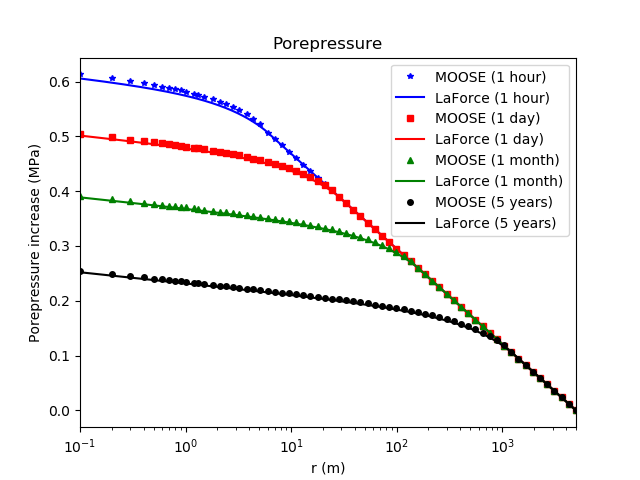 Porepressure
Porepressure increase (MPa)
0.6
0.5
0.4
0.3
0.2
0.1
0.0
MOOSE (1 hour)
LaForce (1 hour)
MOOSE (1 day)
LaForce (1 day)
MOOSE (1 month)
LaForce (1 month)
MOOSE (5 years)
LaForce (5 years)
10⁻¹ 10⁰ 10¹ 10² 10³
r (m)